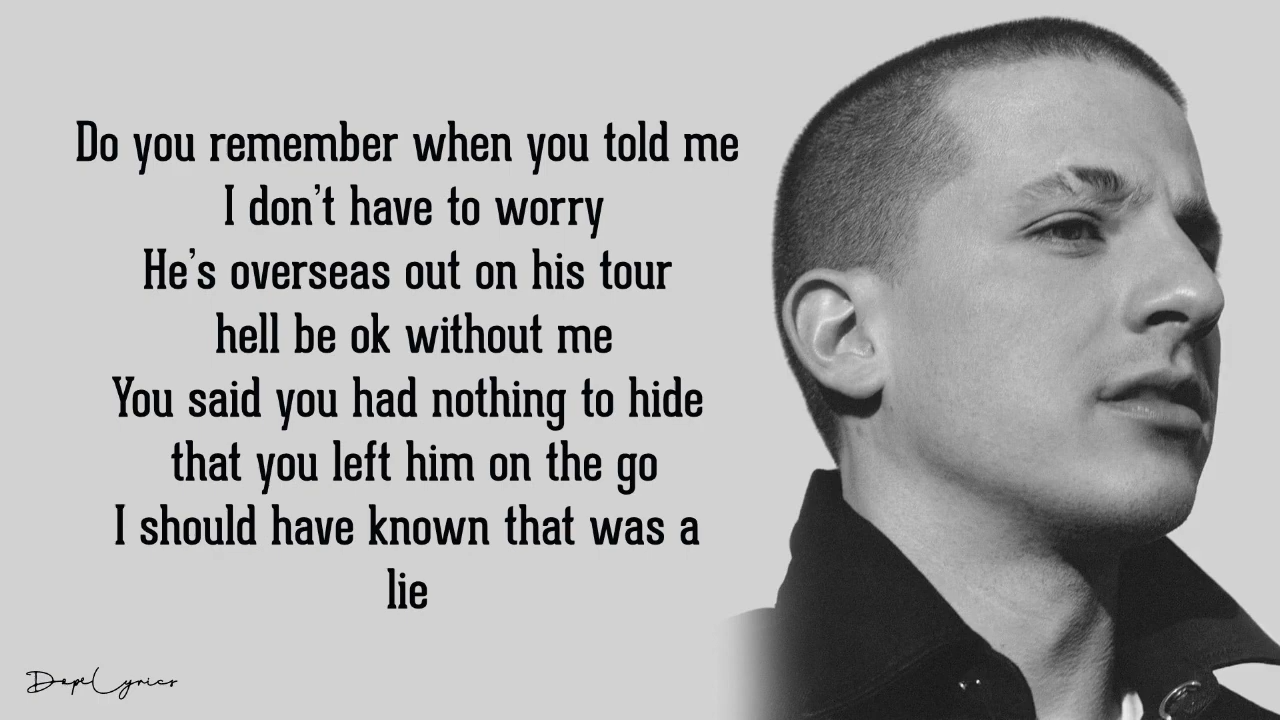 Do you remember when you told me
I don't have to worry
He's overseas out on his tour
hell be ok without me
You said you had nothing to hide
that you left him on the go
I should have known that was a
lie
DopeLyrics